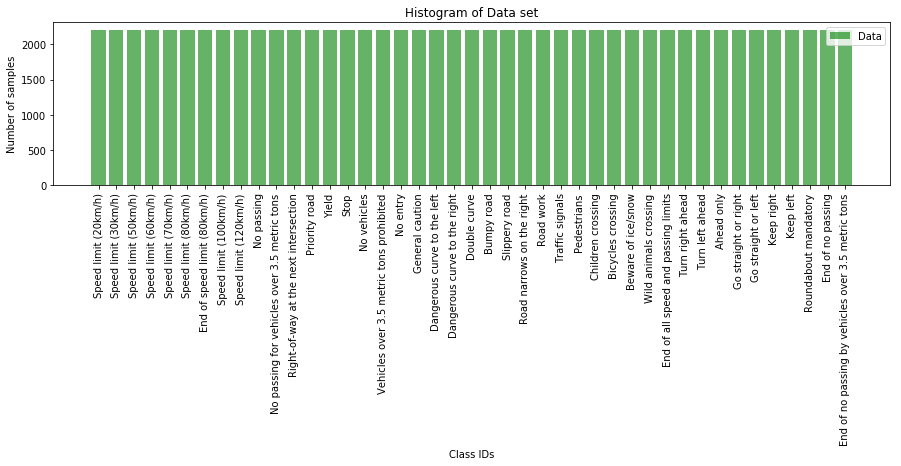 Histogram of Data set
Data
Number of samples
2000
1500
1000
500
0
Speed limit (20km/h)
Speed limit (30km/h)
Speed limit (50km/h)
Speed limit (60km/h)
Speed limit (70km/h)
Speed limit (80km/h)
End of speed limit (80km/h)
Speed limit (100km/h)
Speed limit (120km/h)
No passing
No passing for vehicles over 3.5 metric tons
Right-of-way at the next intersection
Priority road
Yield
Stop
No vehicles
Vehicles over 3.5 metric tons prohibited
No entry
General caution
Dangerous curve to the left
Dangerous curve to the right
Double curve
Bumpy road
Slippery road
Road narrows on the right
Road work
Traffic signals
Pedestrians
Children crossing
Bicycles crossing
Beware of ice/snow
Wild animals crossing
End of all speed and passing limits
Turn right ahead
Turn left ahead
Ahead only
Go straight or right
Go straight or left
Keep right
Keep left
Roundabout mandatory
End of no passing
End of no passing by vehicles over 3.5 metric tons
Class IDs